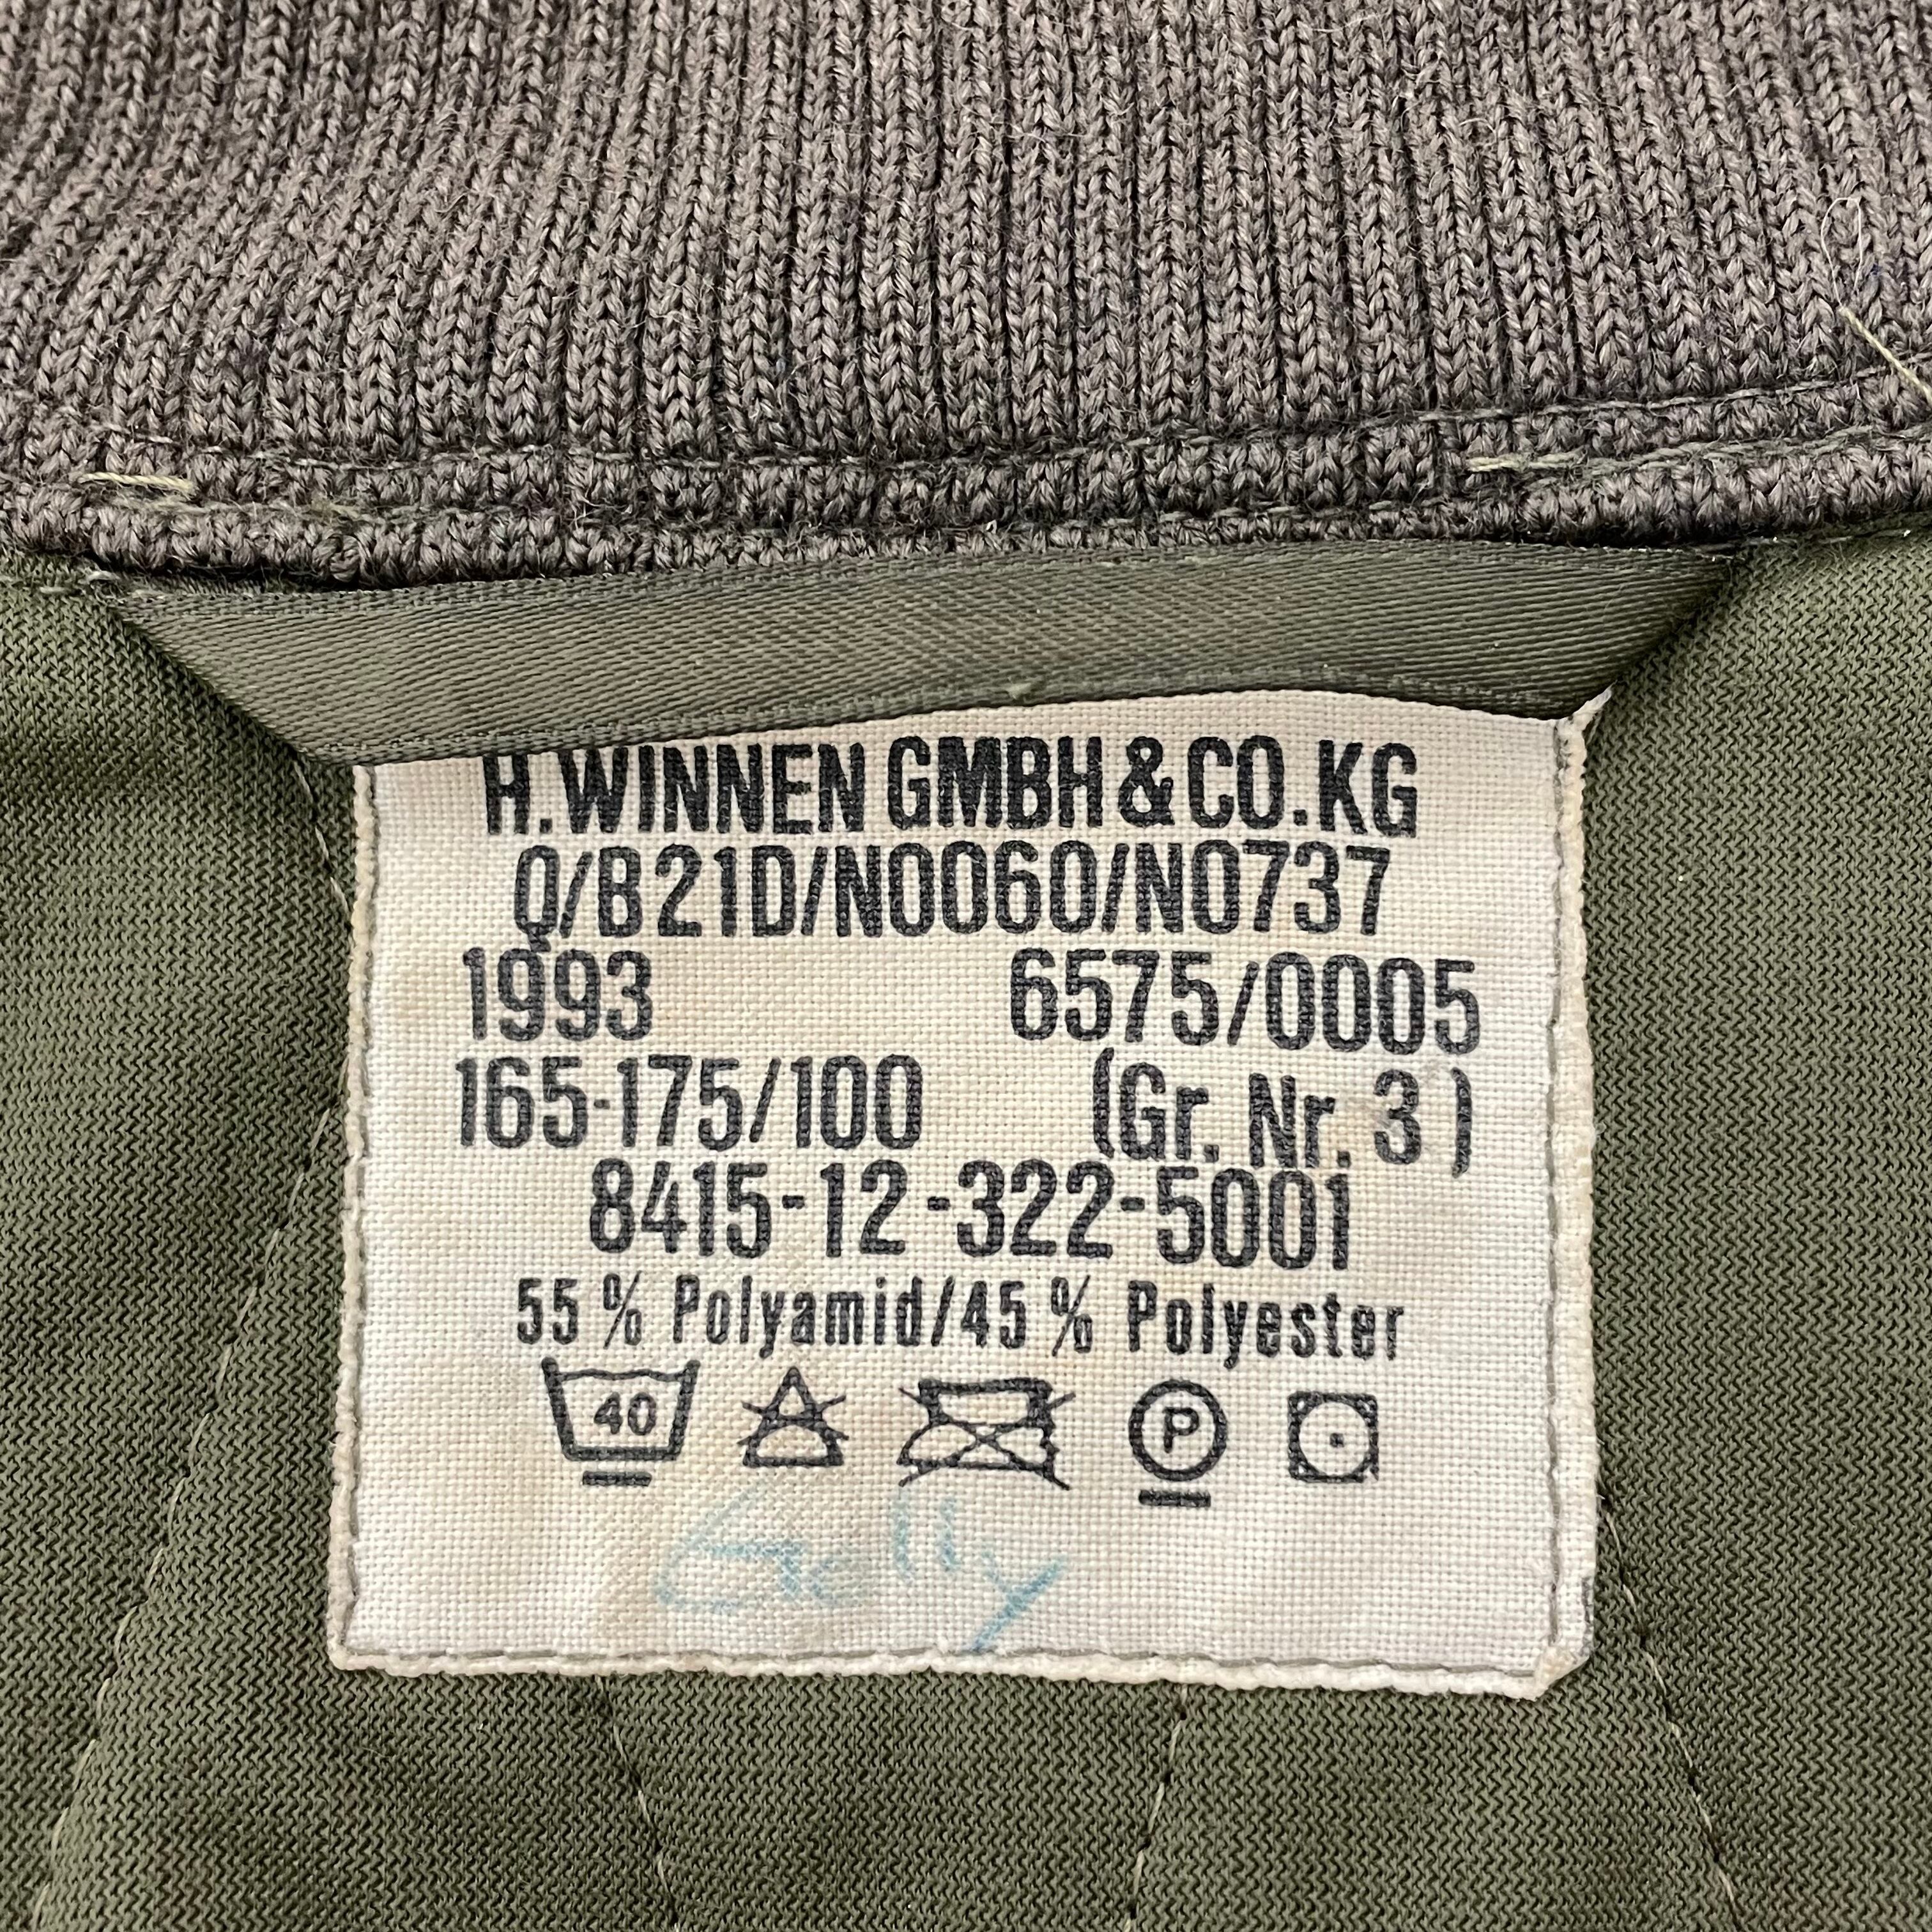 H.WINNEN GMBH & CO.KG
Q/B21D/N0060/N0737
1993 6575/0005
165-175/100 (Gr. Nr. 3)
8415-12-322-5001
55 % Polyamid/45 % Polyester
40 P